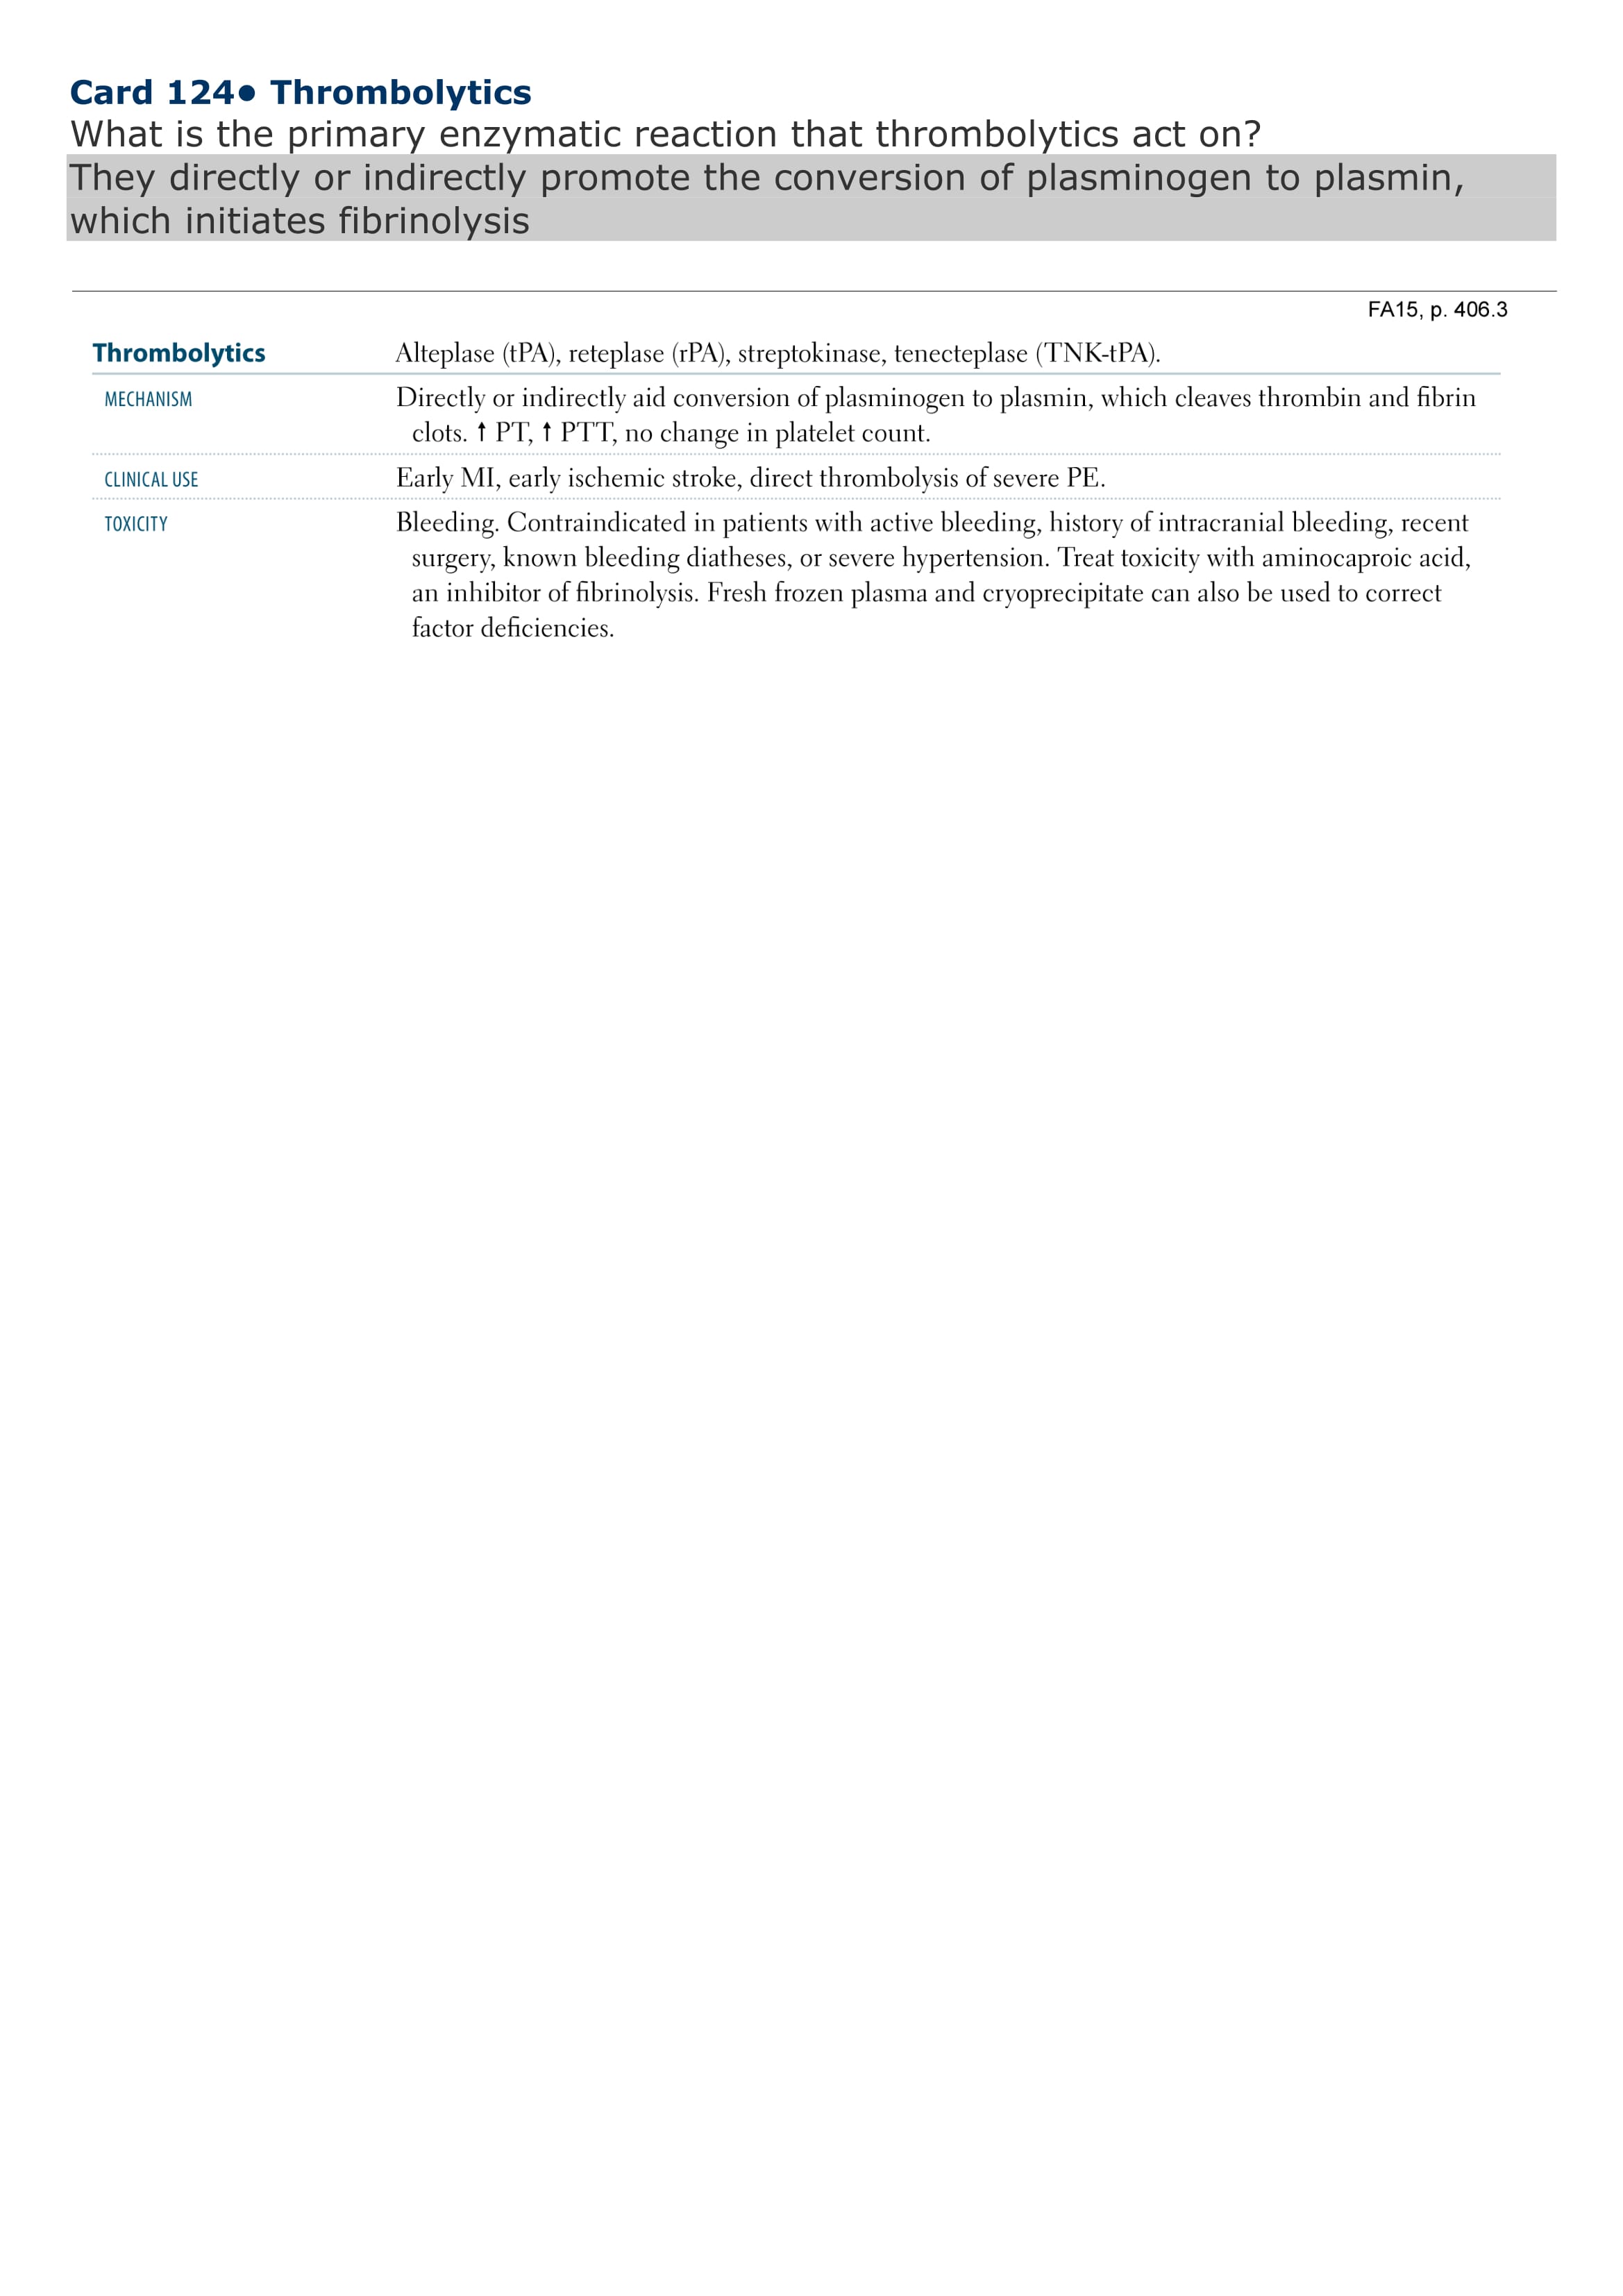 Card 124● Thrombolytics
What is the primary enzymatic reaction that thrombolytics act on?
They directly or indirectly promote the conversion of plasminogen to plasmin,
which initiates fibrinolysis
FA15, p. 406.3
Thrombolytics Alteplase (tPA), reteplase (rPA), streptokinase, tenecteplase (TNK-tPA).
MECHANISM Directly or indirectly aid conversion of plasminogen to plasmin, which cleaves thrombin and fibrin
clots. ↑ PT, ↑ PTT, no change in platelet count.
CLINICAL USE Early MI, early ischemic stroke, direct thrombolysis of severe PE.
TOXICITY Bleeding. Contraindicated in patients with active bleeding, history of intracranial bleeding, recent
surgery, known bleeding diatheses, or severe hypertension. Treat toxicity with aminocaproic acid,
an inhibitor of fibrinolysis. Fresh frozen plasma and cryoprecipitate can also be used to correct
factor deficiencies.